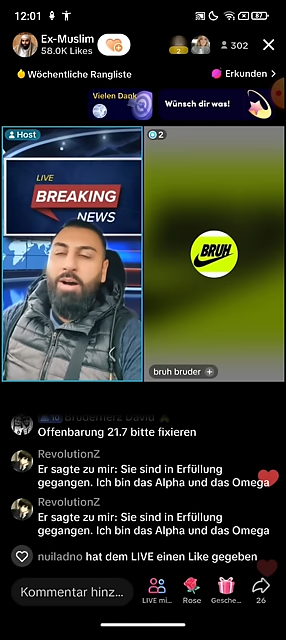 12:01
87
Ex-Muslim
58.0K Likes
2
302
Wöchentliche Rangliste
Erkunden >
Vielen Dank
Wünsch dir was!
Host
2
LIVE
BREAKING
NEWS
BRUH
bruh bruder +
Bruderherz David
Offenbarung 21.7 bitte fixieren
RevolutionZ
Er sagte zu mir: Sie sind in Erfüllung
gegangen. Ich bin das Alpha und das Omega
RevolutionZ
Er sagte zu mir: Sie sind in Erfüllung
gegangen. Ich bin das Alpha und das Omega
nuiladno hat dem LIVE einen Like gegeben
Kommentar hinz...
LIVE mi...
Rose
Gesche...
26